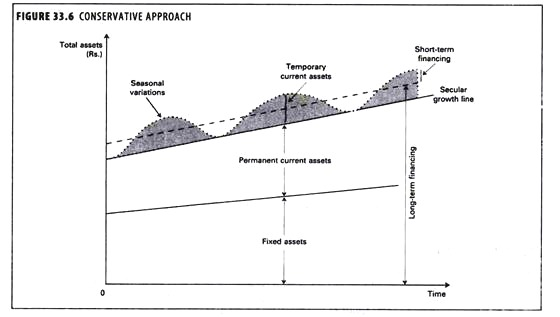 FIGURE 33.6 CONSERVATIVE APPROACH
Total assets
(Rs.)
Seasonal
variations
Temporary
current assets
Short-term
financing
Secular
growth line
Permanent current assets
Long-term financing
Fixed assets
0
Time